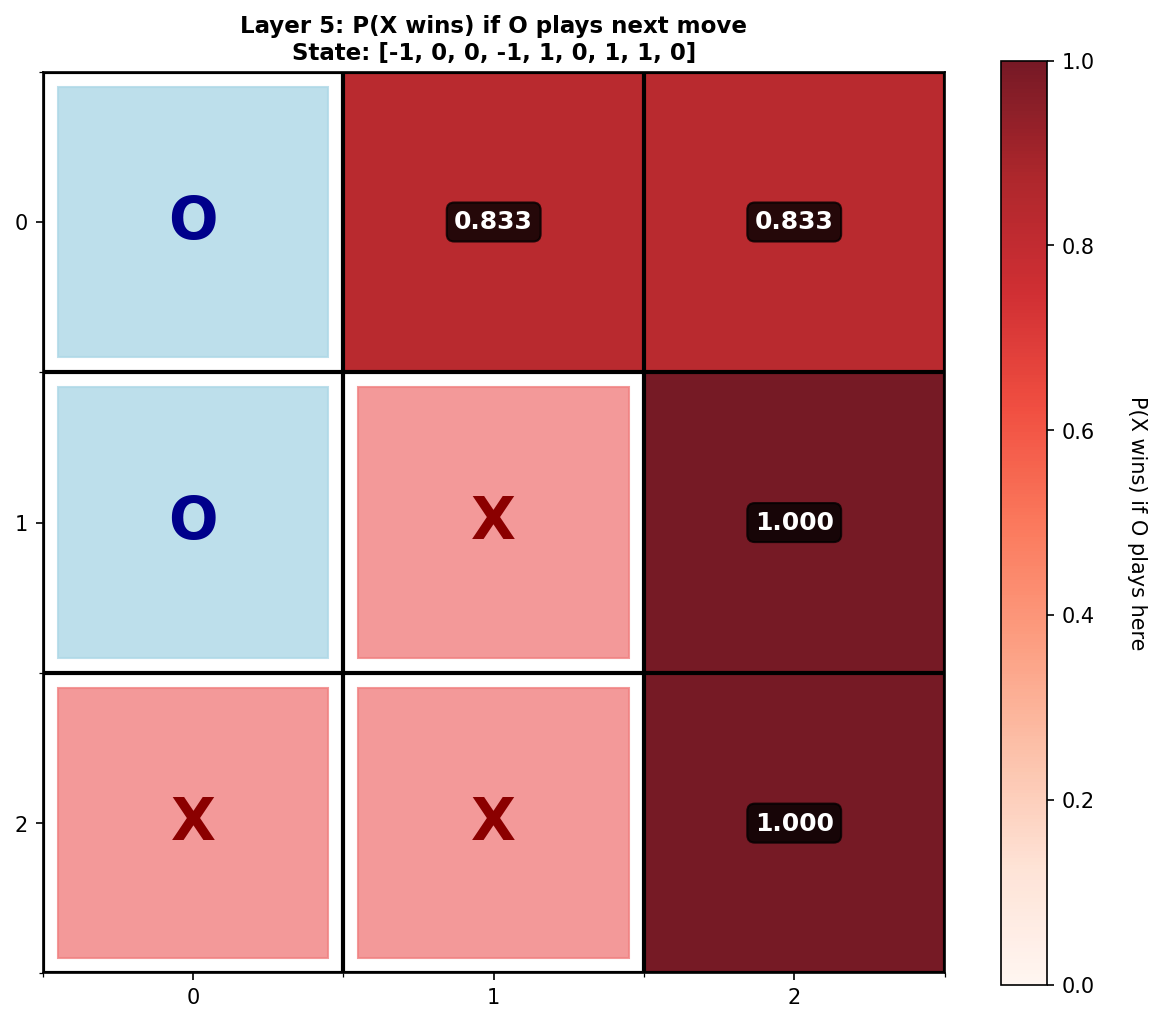 Layer 5: P(X wins) if O plays next move
State: [-1, 0, 0, -1, 1, 0, 1, 1, 0]
0
O
0.833
0.833
1
O
X
1.000
2
X
X
1.000
0
1
2
1.0
0.8
0.6
0.4
0.2
0.0
P(X wins) if O plays here